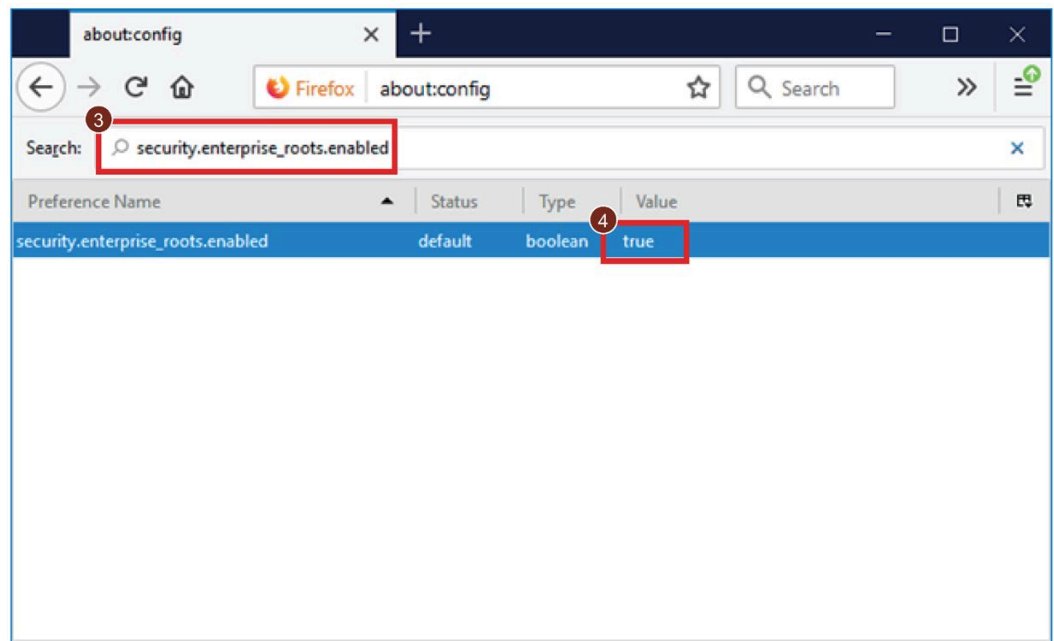 about:config
Firefox about:config Search
3
Search: security.enterprise_roots.enabled
Preference Name Status Type Value
4
security.enterprise_roots.enabled default boolean true